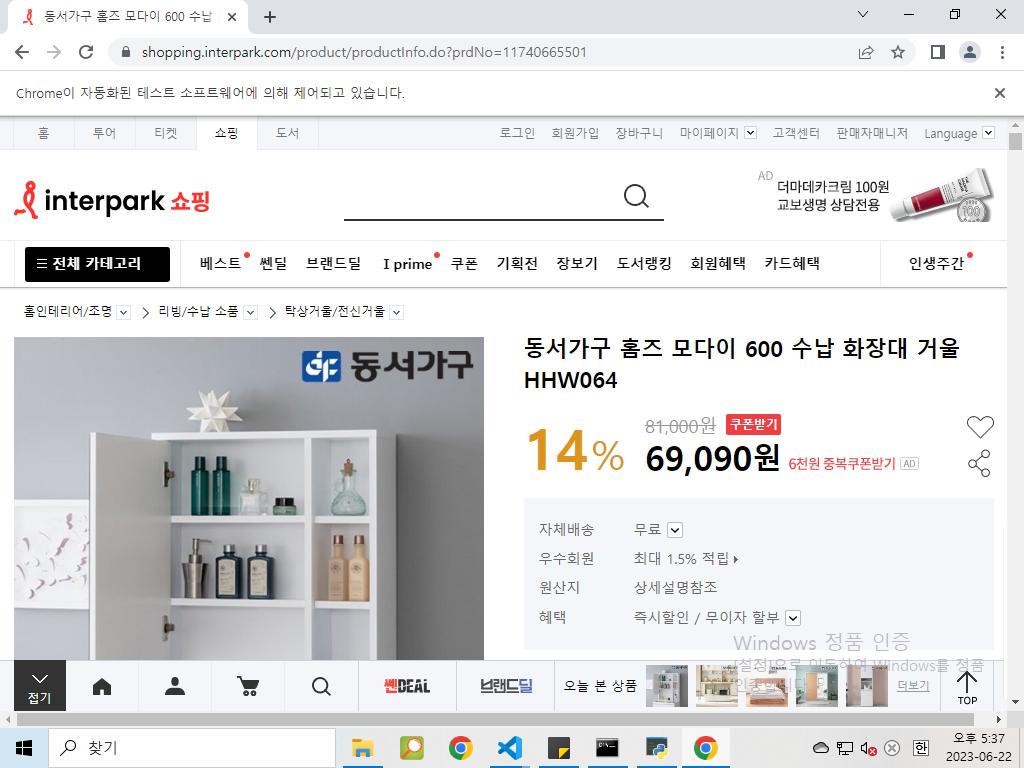 동서가구 홈즈 모다이 600 수납
shopping.interpark.com/product/productInfo.do?prdNo=11740665501
Chrome이 자동화된 테스트 소프트웨어에 의해 제어되고 있습니다.
홈 투어 티켓 쇼핑 도서 로그인 회원가입 장바구니 마이페이지 고객센터 판매자매니저 Language
interpark 쇼핑
AD 더마데카크림 100원
교보생명 상담전용
100
전체 카테고리 베스트 쎈딜 브랜드딜 I prime 쿠폰 기획전 장보기 도서랭킹 회원혜택 카드혜택 인생주간
홈인테리어/조명 리빙/수납 소품 탁상거울/전신거울
동서가구
동서가구 홈즈 모다이 600 수납 화장대 거울
HHW064
14% 81,000원 쿠폰받기
69,090원 6천원 중복쿠폰받기 AD
자체배송 무료
우수회원 최대 1.5% 적립
원산지 상세설명참조
혜택 즉시할인 / 무이자 할부
Windows 정품 인증
[설정]으로 이동하여 Windows를 정품
접기 쎈DEAL 브랜드딜 오늘 본 상품 더보기 TOP
찾기
한 오후 5:37
2023-06-22